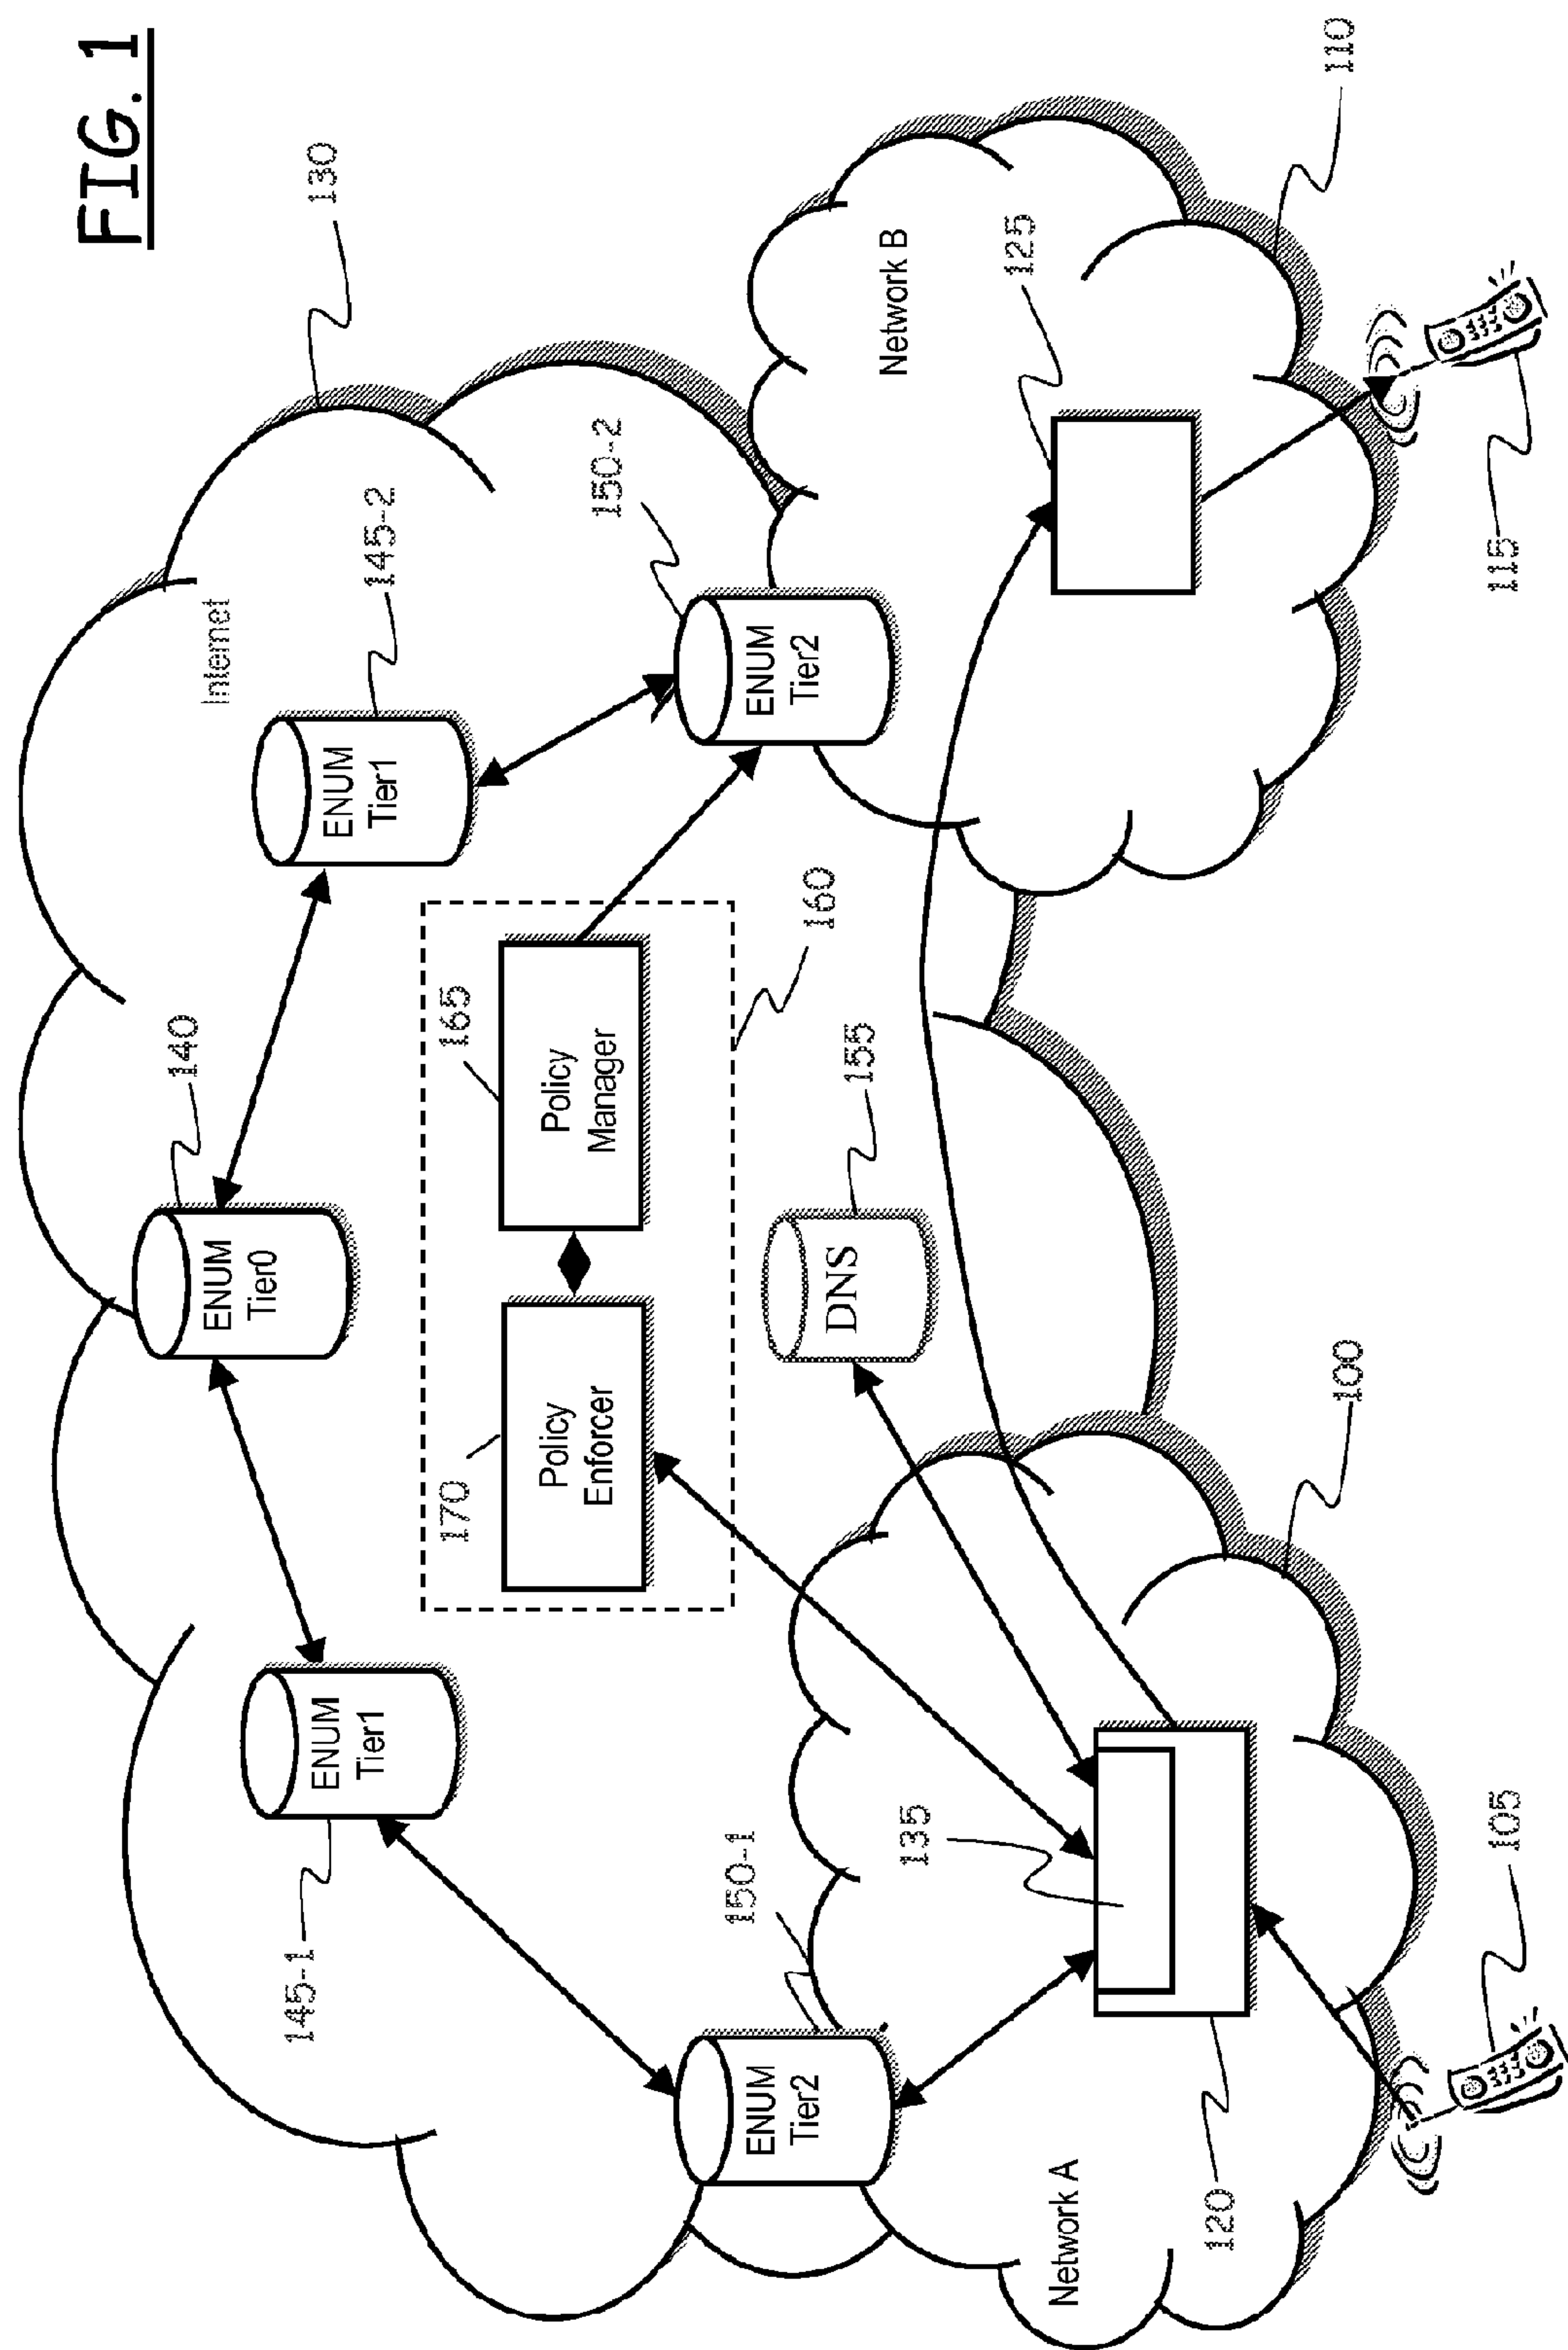 FIG. 1
130
Internet
140
ENUM
Tier0
145-1
ENUM
Tier1
145-2
ENUM
Tier1
170
Policy
Enforcer
165
Policy
Manager
160
150-1
ENUM
Tier2
150-2
ENUM
Tier2
155
DNS
Network A
135
120
100
105
Network B
125
110
115